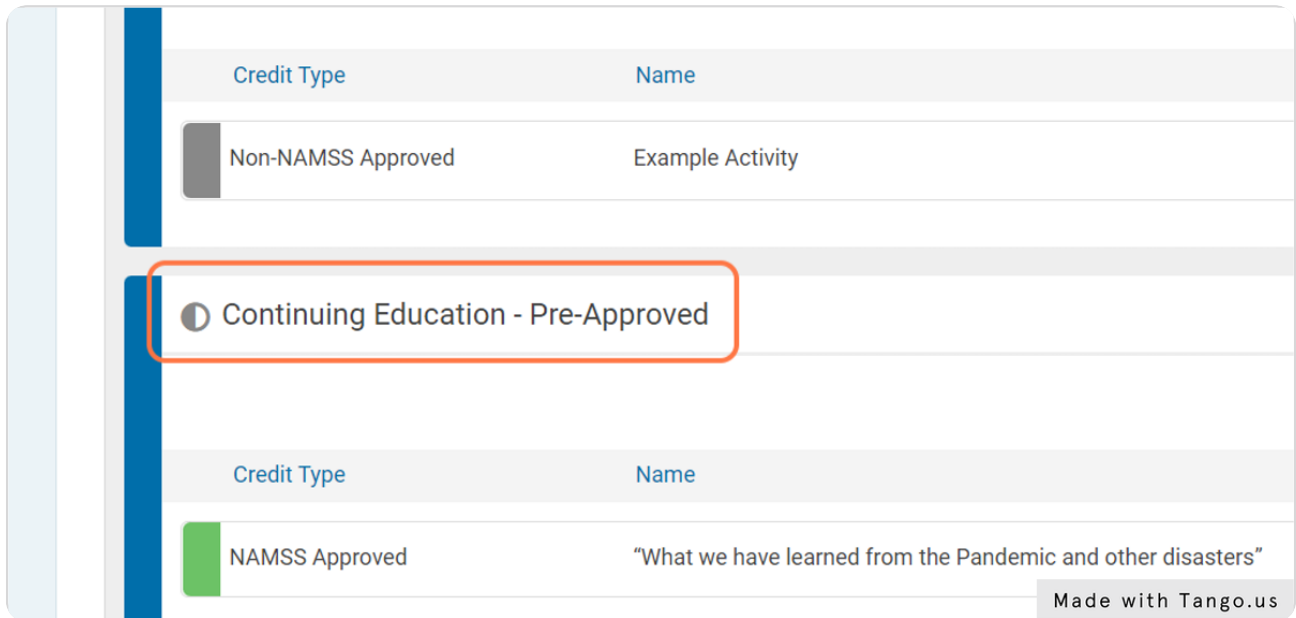 Credit Type Name
Non-NAMSS Approved Example Activity
Continuing Education - Pre-Approved
Credit Type Name
NAMSS Approved “What we have learned from the Pandemic and other disasters”
Made with Tango.us